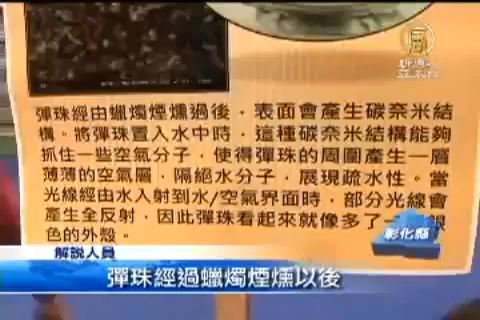 新唐人
亞太台
彈珠經由蠟燭煙燻過後，表面會產生碳奈米結
構。將彈珠置入水中時，這種碳奈米結構能夠
抓住一些空氣分子，使得彈珠的周圍產生一層
薄薄的空氣層，隔絕水分子，展現疏水性。當
光線經由水入射到水/空氣界面時，部分光線會
產生全反射，因此彈珠看起來就像多了一
色的外殼。
彰化縣
解說人員
彈珠經過蠟燭煙燻以後